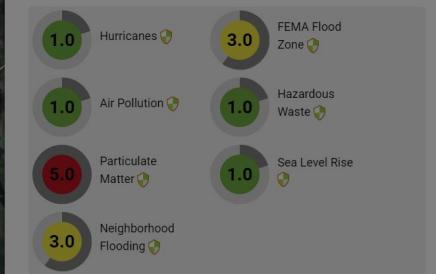 1.0
Hurricanes
3.0
FEMA Flood
Zone
1.0
Air Pollution
1.0
Hazardous
Waste
5.0
Particulate
Matter
1.0
Sea Level Rise
3.0
Neighborhood
Flooding